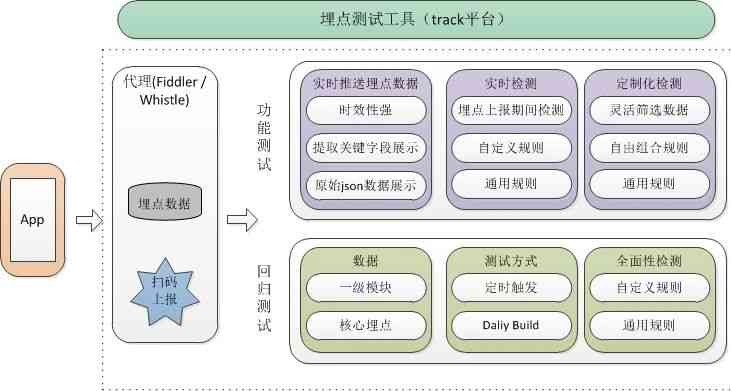 埋点测试工具（track平台）
App
代理(Fiddler /
Whistle)
埋点数据
扫码
上报
功能测试
实时推送埋点数据
时效性强
提取关键字段展示
原始json数据展示
实时检测
埋点上报期间检测
自定义规则
通用规则
定制化检测
灵活筛选数据
自由组合规则
通用规则
回归测试
数据
一级模块
核心埋点
测试方式
定时触发
Daliy Build
全面性检测
自定义规则
通用规则